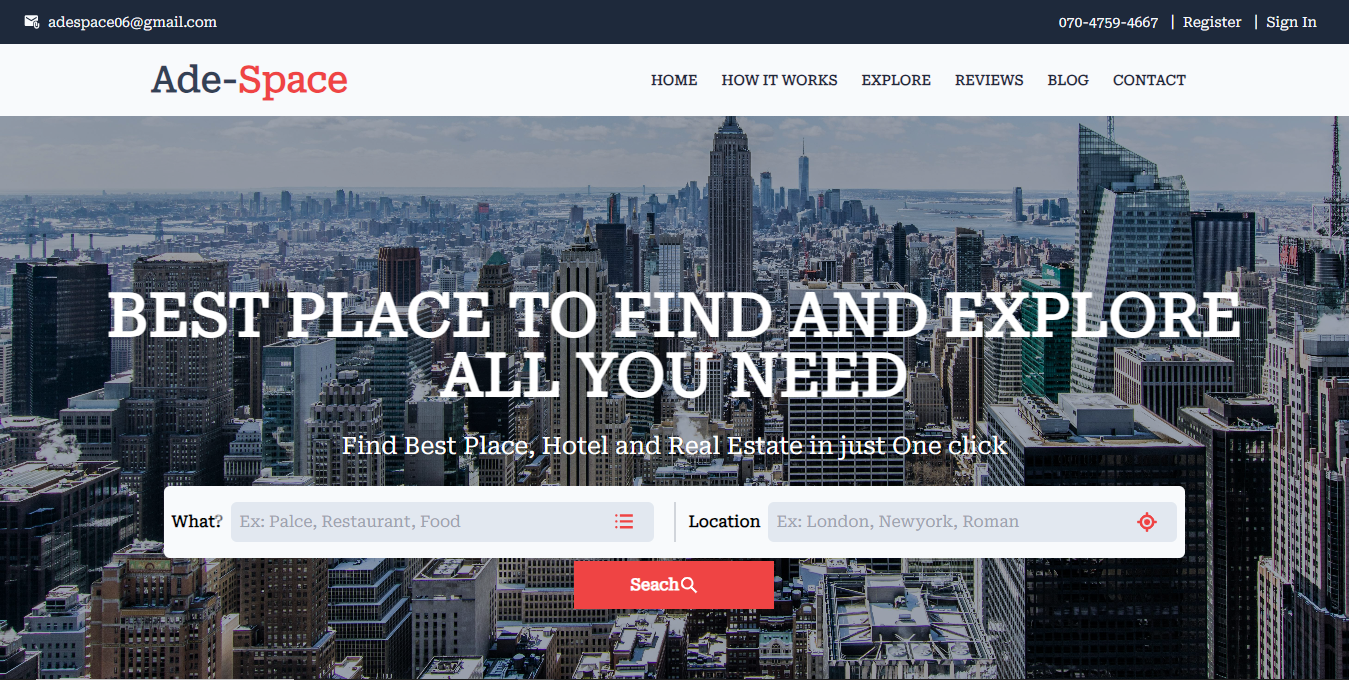 adespace06@gmail.com
070-4759-4667 | Register | Sign In
Ade-Space
HOME HOW IT WORKS EXPLORE REVIEWS BLOG CONTACT
BEST PLACE TO FIND AND EXPLORE
ALL YOU NEED
Find Best Place, Hotel and Real Estate in just One click
What? Ex: Palce, Restaurant, Food
Location Ex: London, Newyork, Roman
Seach